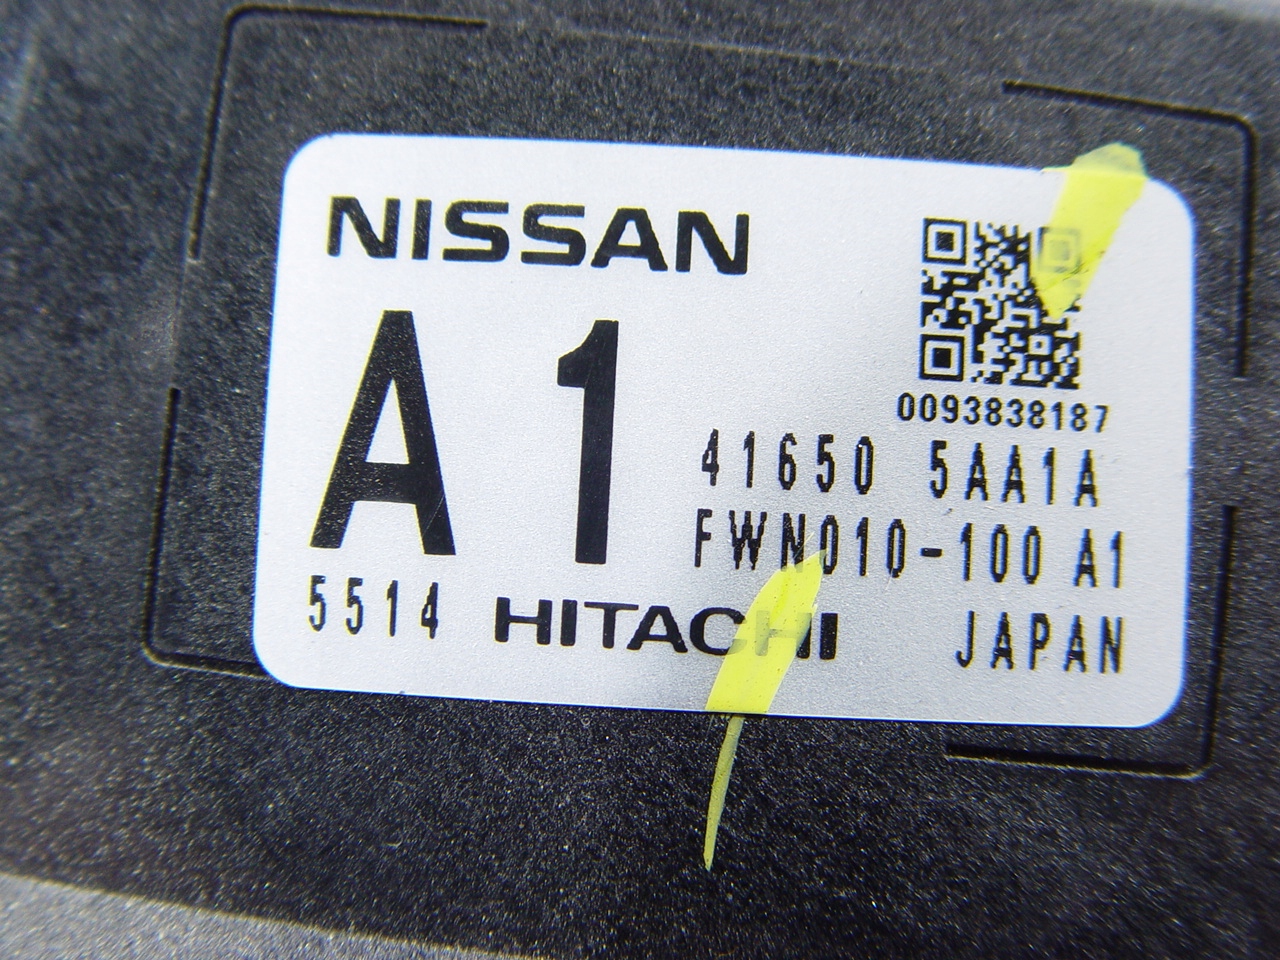 NISSAN
A 1
0093838187
41650 5AA1A
FWN010-100 A1
5514 HITACHI JAPAN